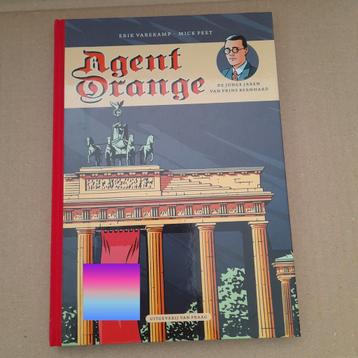 ERIK VAREKAMP - MICK PEET
Agent
Orange
DE JONGE JAREN
VAN PRINS BERNHARD
UITGEVERIJ VAN PRAAG